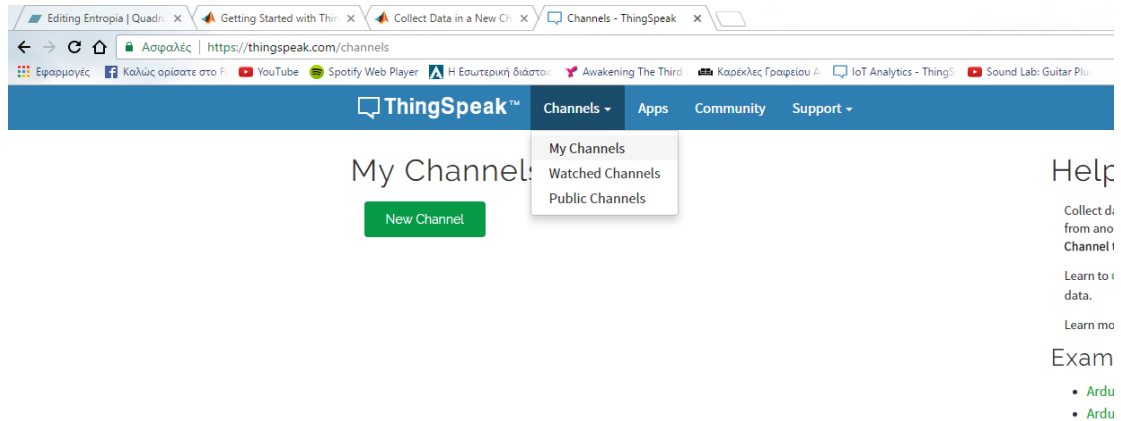 Editing Entropia | Quadr
Getting Started with Thin
Collect Data in a New Ch
Channels - ThingSpeak
Ασφαλές | https://thingspeak.com/channels
Εφαρμογές
Καλώς ορίσατε στο F
YouTube
Spotify Web Player
Η Εσωτερική διάστασ
Awakening The Third
Καρέκλες Γραφείου Α
IoT Analytics - ThingS
Sound Lab: Guitar Plu
ThingSpeak™
Channels
Apps
Community
Support
My Channels
Watched Channels
Public Channels
My Channels
New Channel
Help
Collect da
from ano
Channel t
Learn to c
data.
Learn mo
Exam
Ardu
Ardu